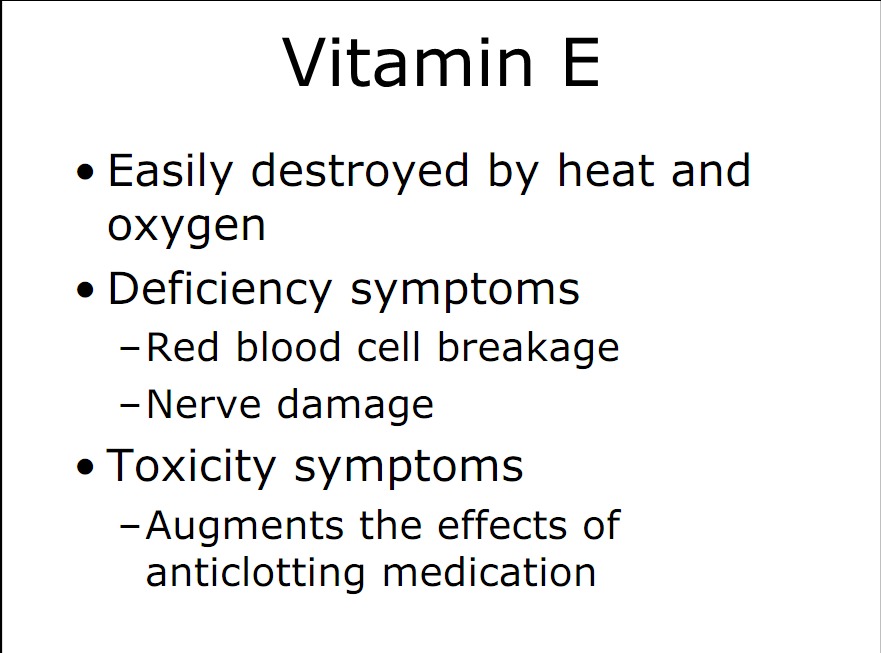 Vitamin E
• Easily destroyed by heat and
oxygen
• Deficiency symptoms
–Red blood cell breakage
–Nerve damage
• Toxicity symptoms
–Augments the effects of
anticlotting medication